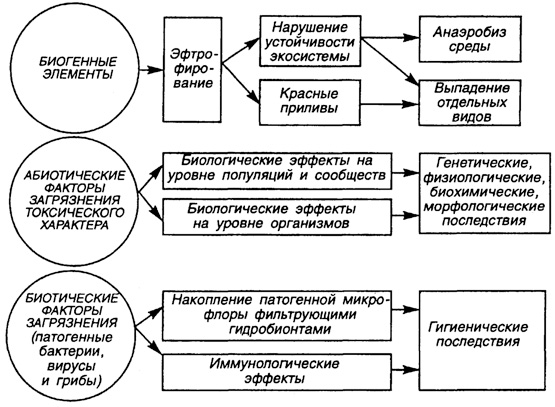 БИОГЕННЫЕ
ЭЛЕМЕНТЫ
Эфтро-
фиро-
вание
Нарушение
устойчивости
экосистемы
Анаэробиз
среды
Красные
приливы
Выпадение
отдельных
видов
АБИОТИЧЕСКИЕ
ФАКТОРЫ
ЗАГРЯЗНЕНИЯ
ТОКСИЧЕСКОГО
ХАРАКТЕРА
Биологические эффекты на
уровне популяций и сообществ
Биологические эффекты
на уровне организмов
Генетические,
физиологические,
биохимические,
морфологические
последствия
БИОТИЧЕСКИЕ
ФАКТОРЫ
ЗАГРЯЗНЕНИЯ
(патогенные
бактерии,
вирусы
и грибы)
Накопление патогенной микро-
флоры фильтрующими
гидробионтами
Иммунологические
эффекты
Гигиенические
последствия